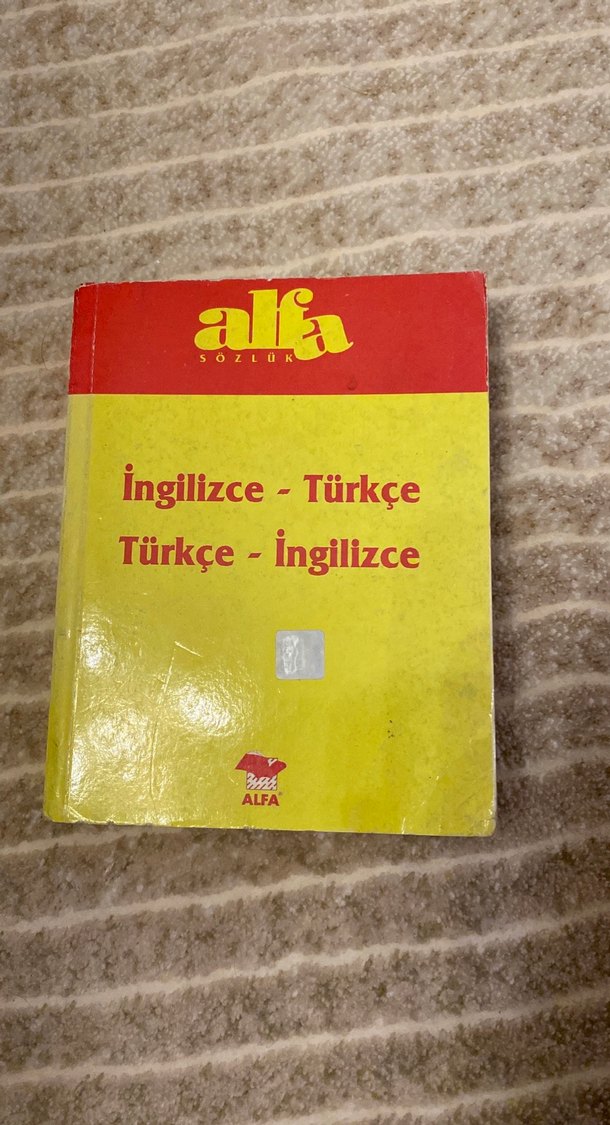 alfa
SÖZLÜK
İngilizce - Türkçe
Türkçe - İngilizce
ALFA®